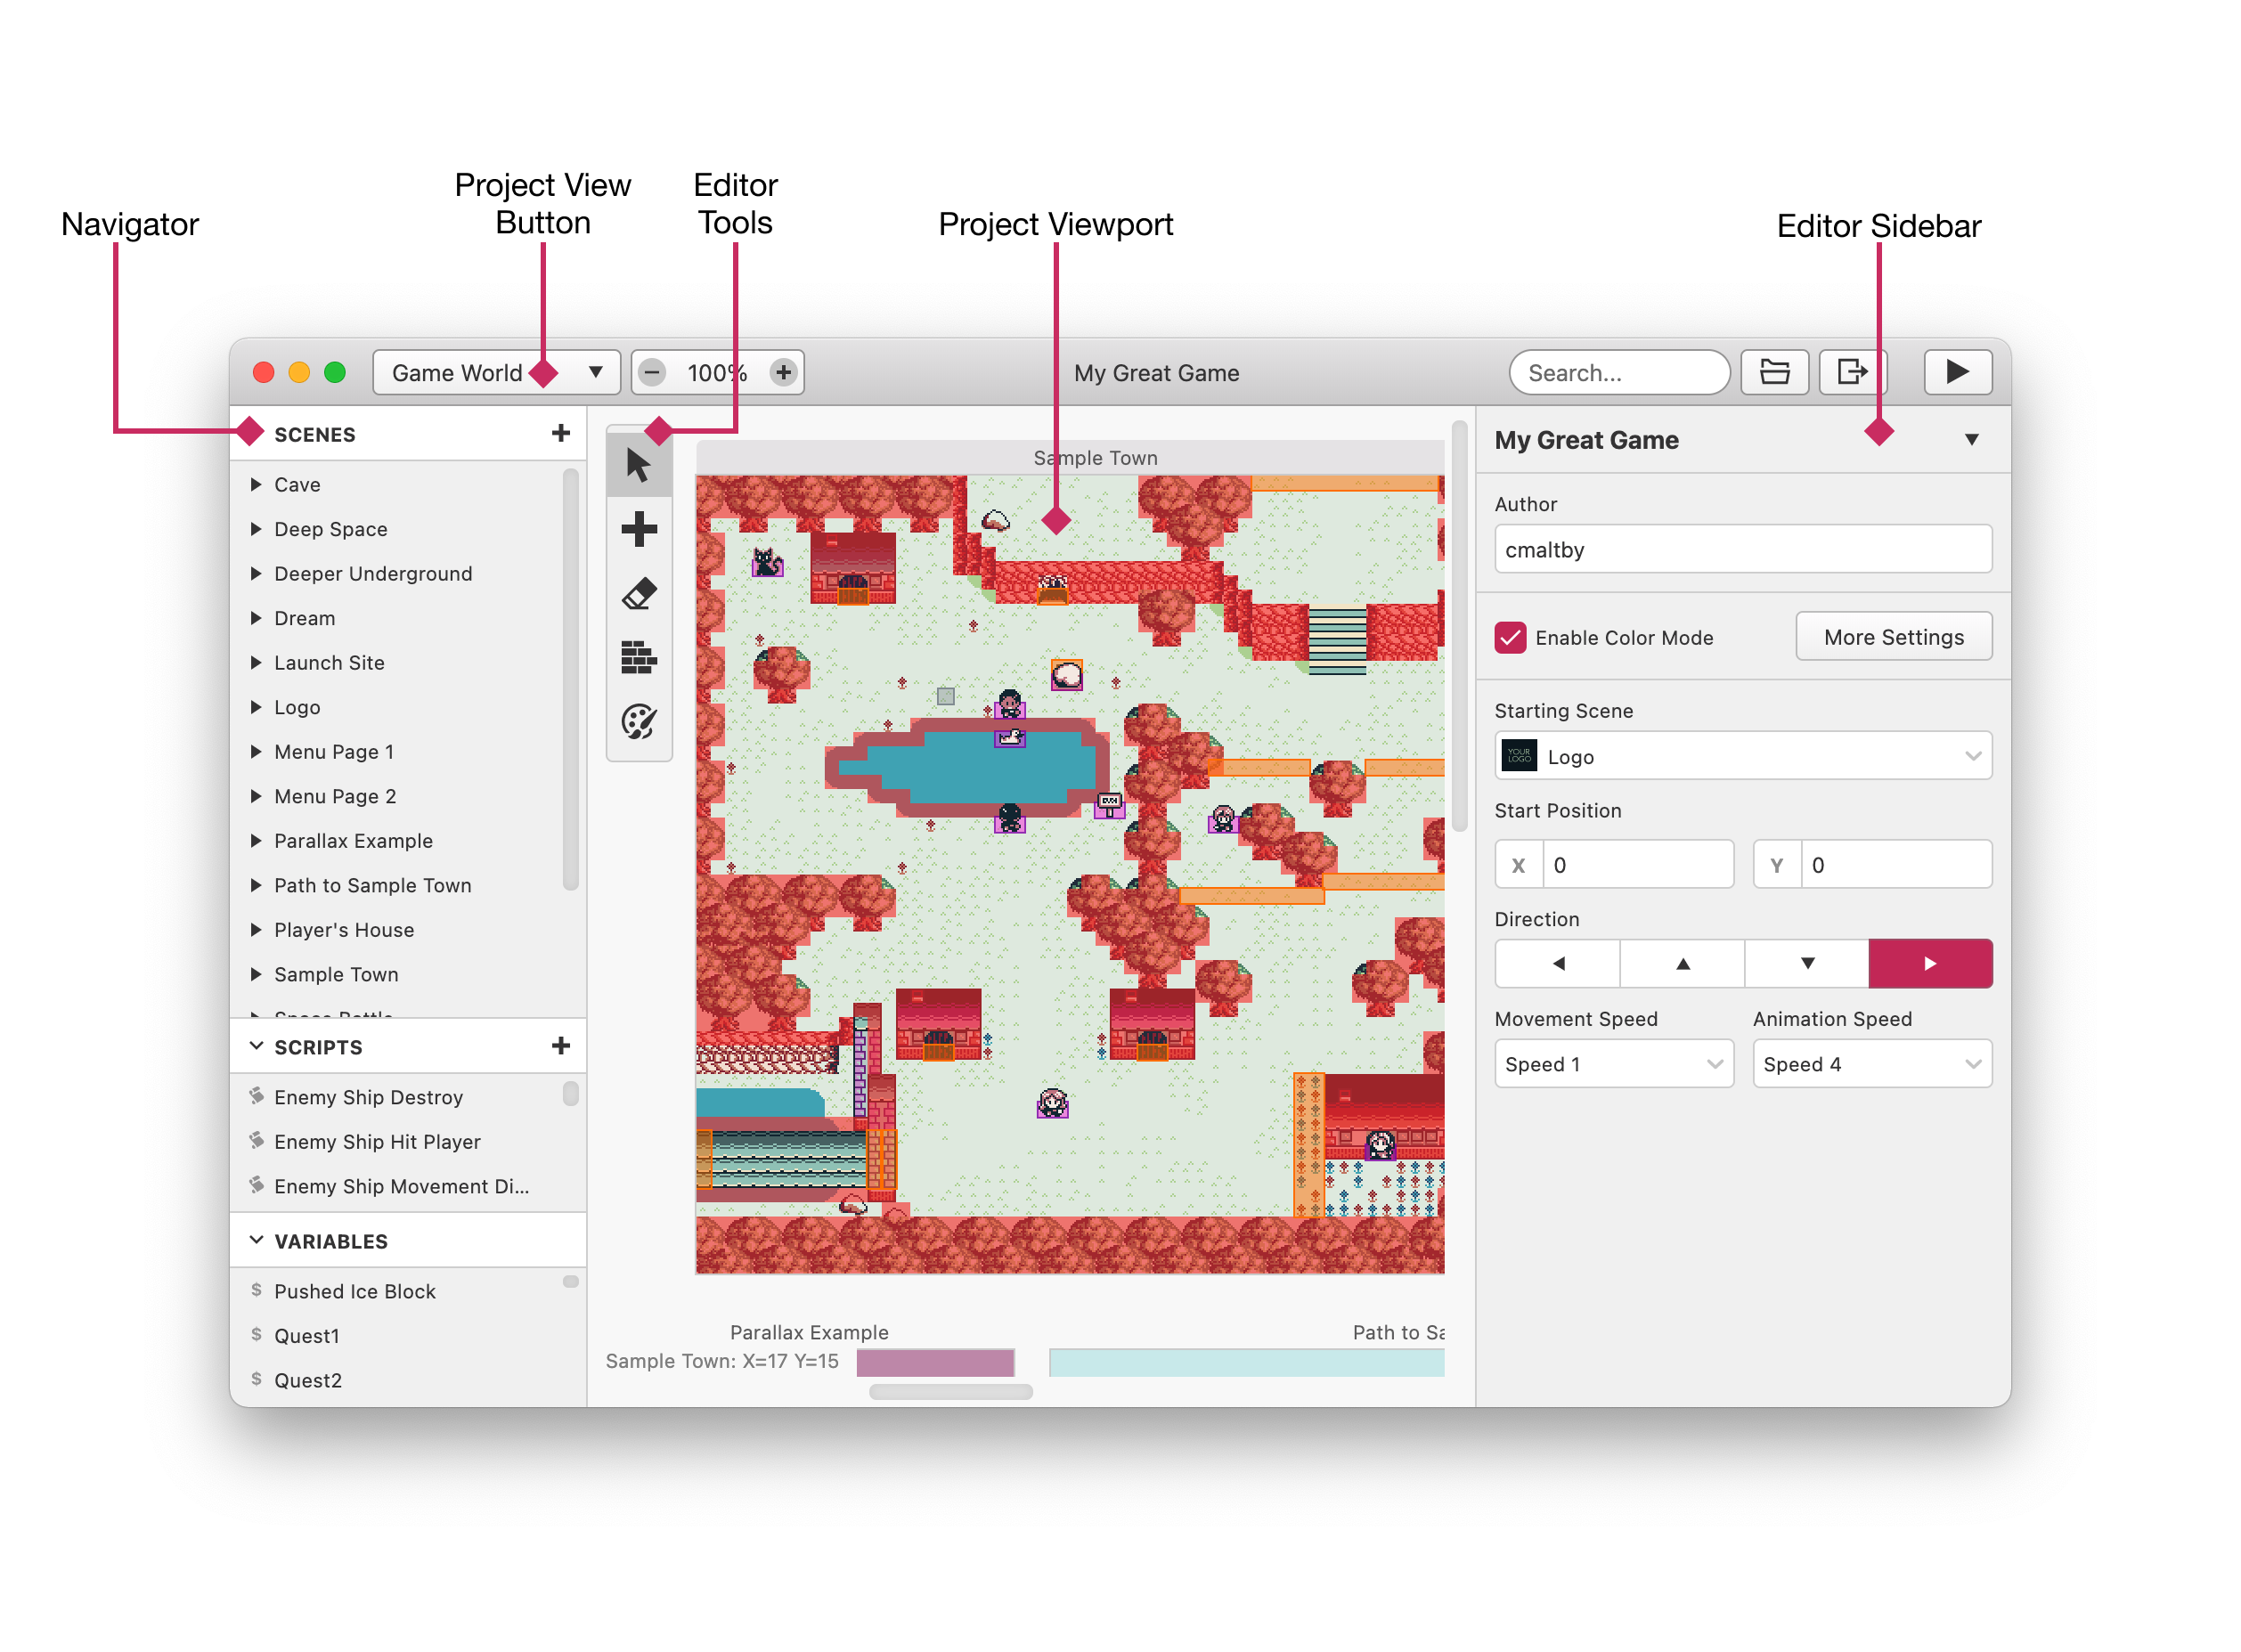 Navigator
Project View
Button
Editor
Tools
Project Viewport
Editor Sidebar
Game World
100%
My Great Game
Search...
SCENES
Cave
Deep Space
Deeper Underground
Dream
Launch Site
Logo
Menu Page 1
Menu Page 2
Parallax Example
Path to Sample Town
Player's House
Sample Town
Space Battle
SCRIPTS
Enemy Ship Destroy
Enemy Ship Hit Player
Enemy Ship Movement Di...
VARIABLES
$ Pushed Ice Block
$ Quest1
$ Quest2
Sample Town
Parallax Example
Path to Sa
Sample Town: X=17 Y=15
My Great Game
Author
cmaltby
Enable Color Mode
More Settings
Starting Scene
YOUR
LOGO
Logo
Start Position
X 0
Y 0
Direction
Movement Speed
Animation Speed
Speed 1
Speed 4